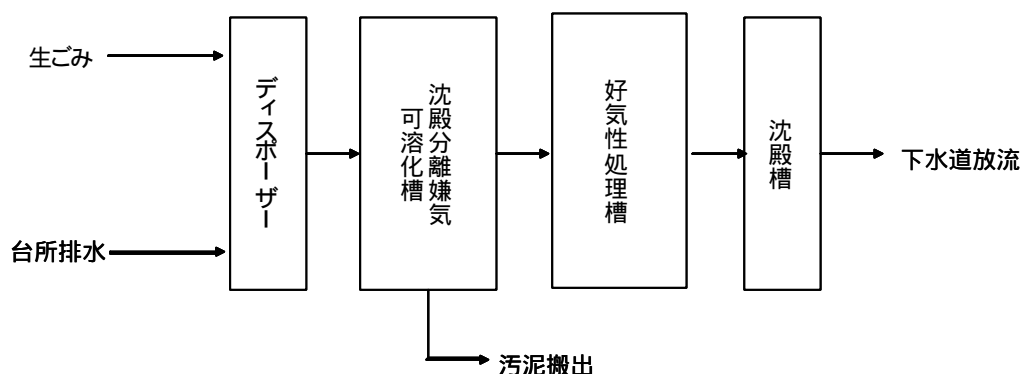 生ごみ
台所排水
ディスポーザー
沈殿分離嫌気
可溶化槽
好気性処理槽
沈殿槽
下水道放流
汚泥搬出